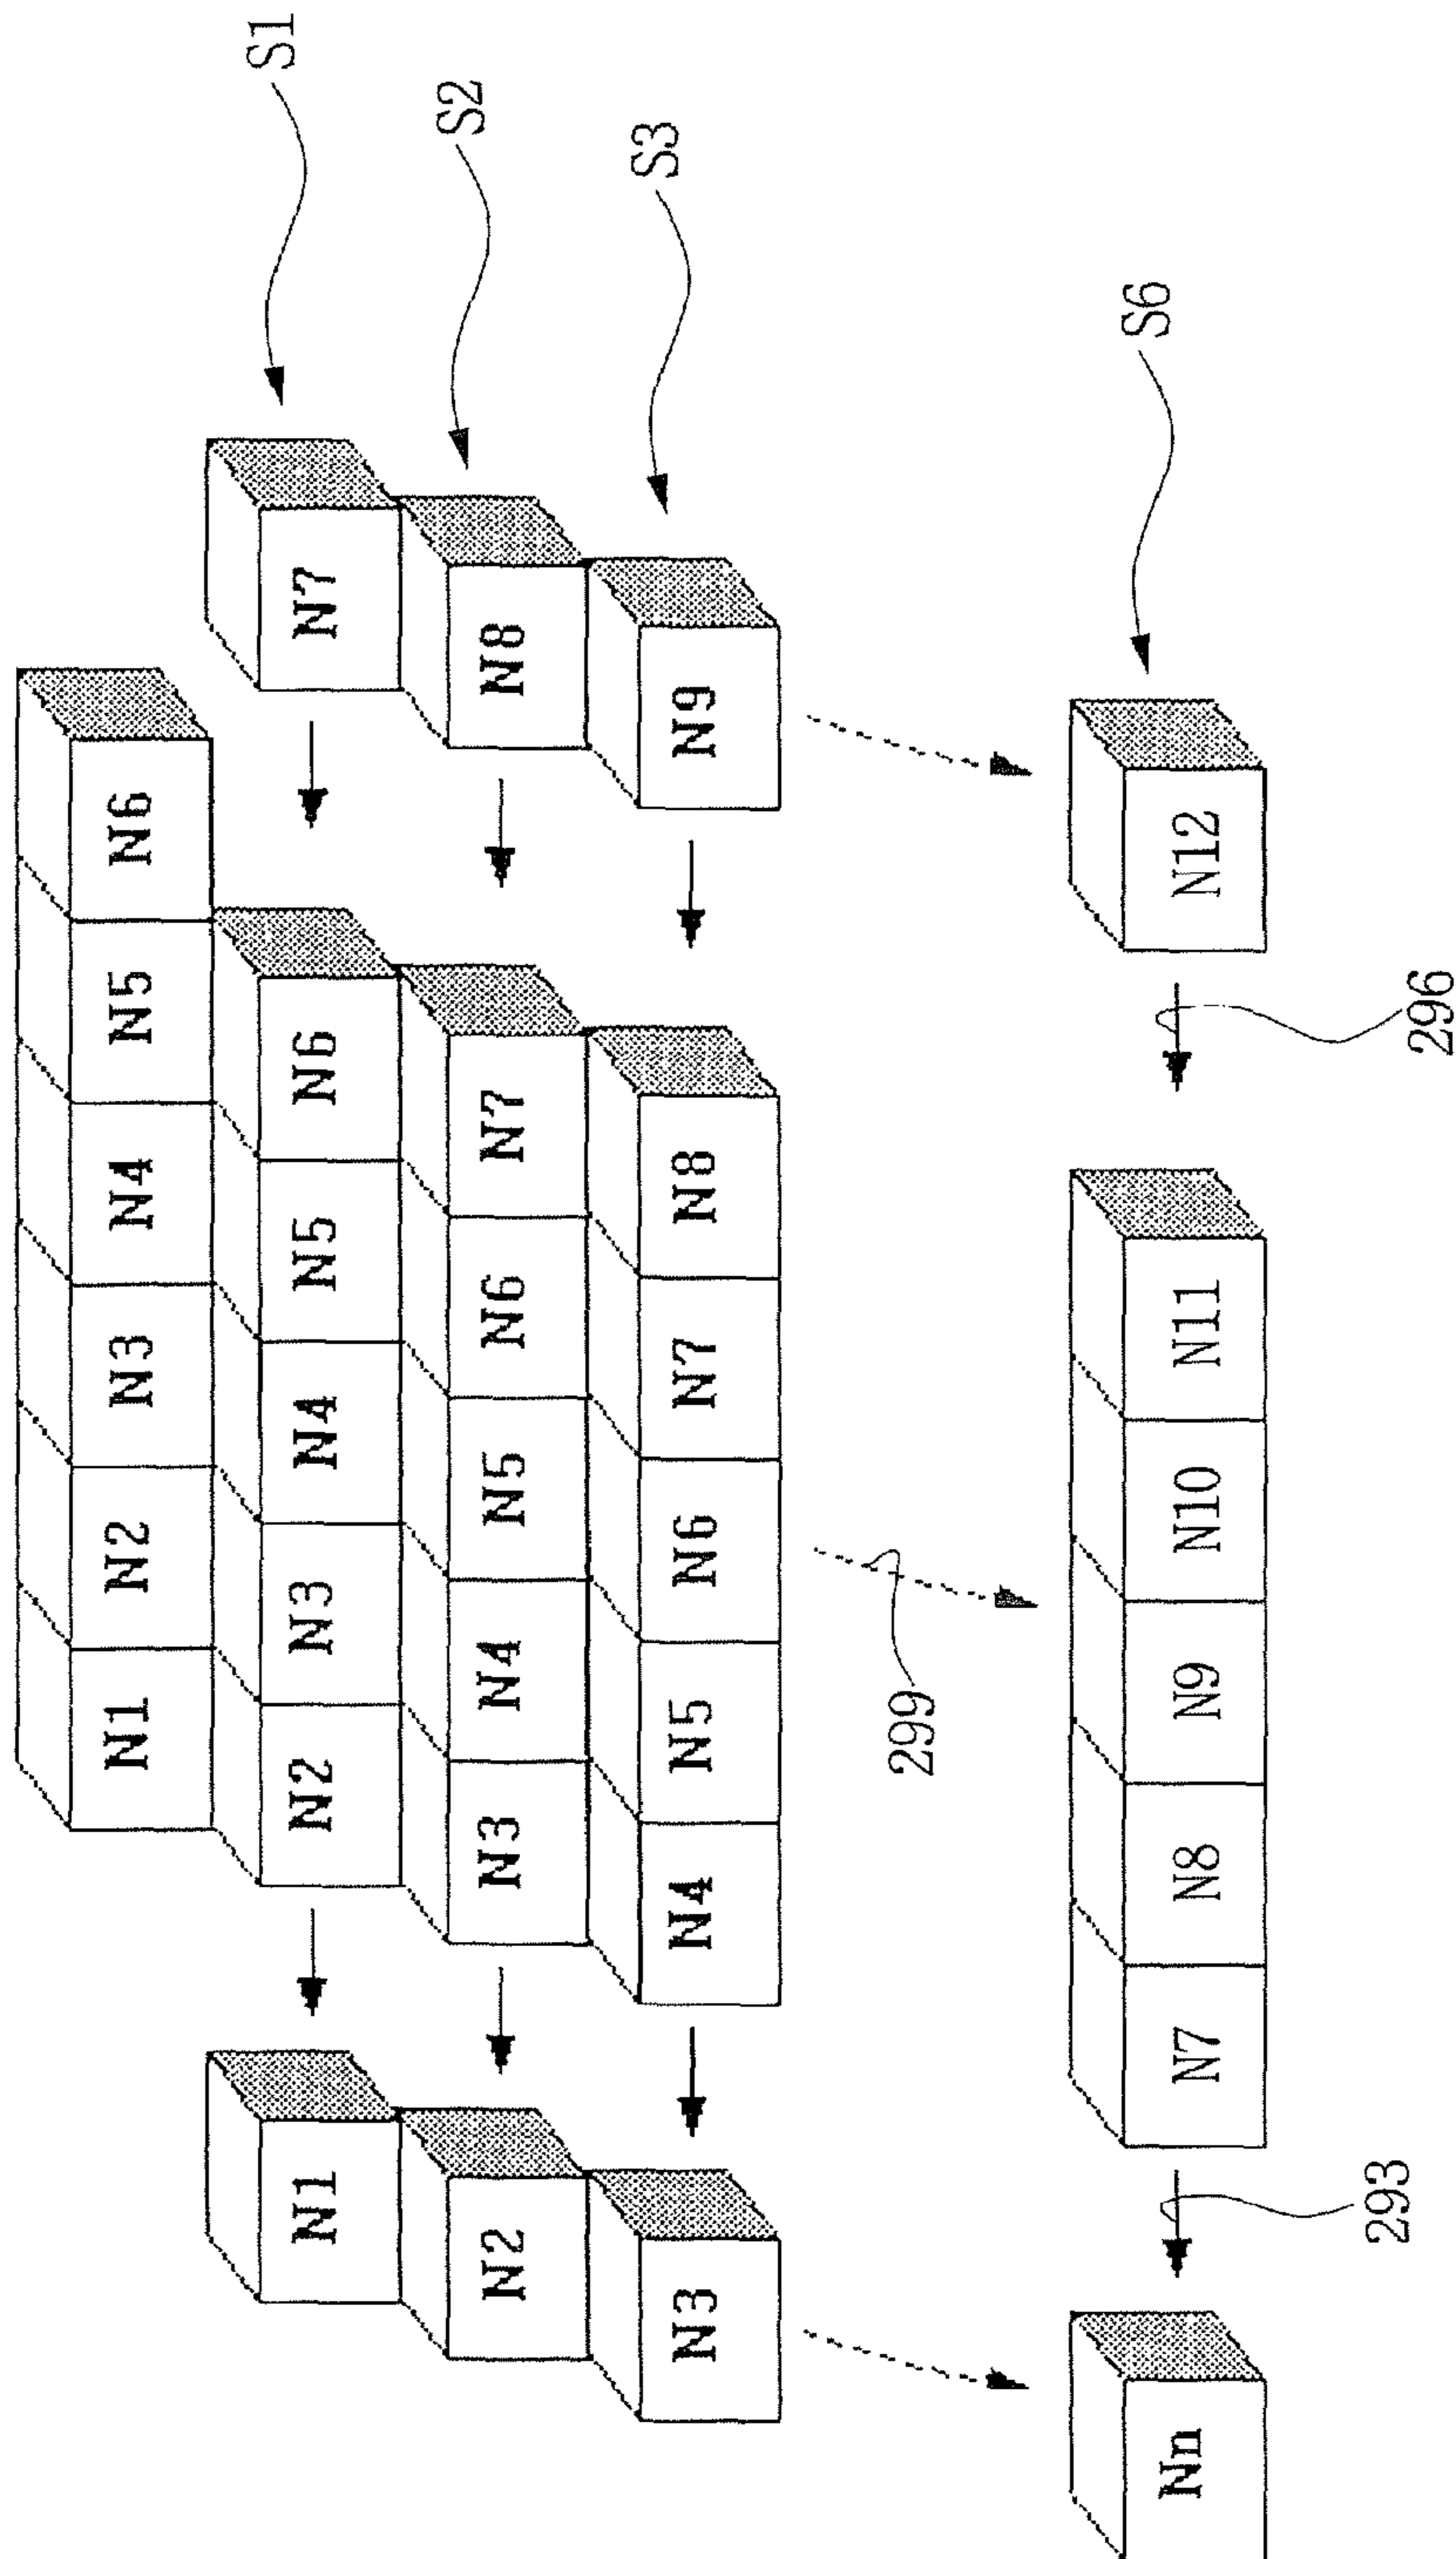 N1 N2 N3 N4 N5 N6
N1 N2 N3 N4 N5 N6 N7 S1
N2 N3 N4 N5 N6 N7 N8 S2
N3 N4 N5 N6 N7 N8 N9 S3
299
Nn N7 N8 N9 N10 N11 N12 S6
293 296